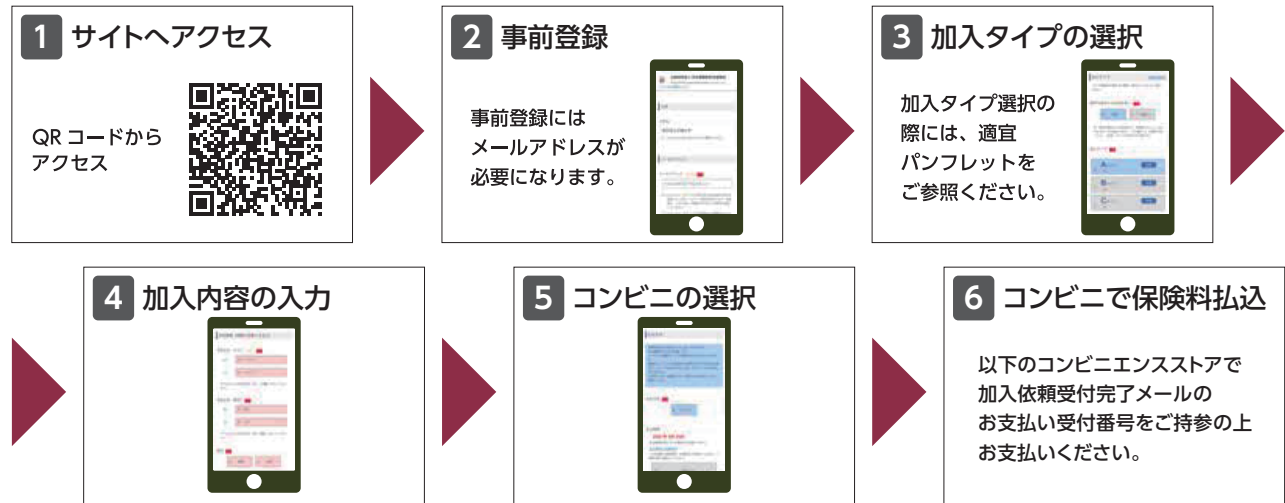 1 サイトへアクセス
QR コードから
アクセス
2 事前登録
事前登録には
メールアドレスが
必要になります。
3 加入タイプの選択
加入タイプ選択の
際には、適宜
パンフレットを
ご参照ください。
A
B
C
4 加入内容の入力
5 コンビニの選択
6 コンビニで保険料払込
以下のコンビニエンスストアで
加入依頼受付完了メールの
お支払い受付番号をご持参の上
お支払いください。